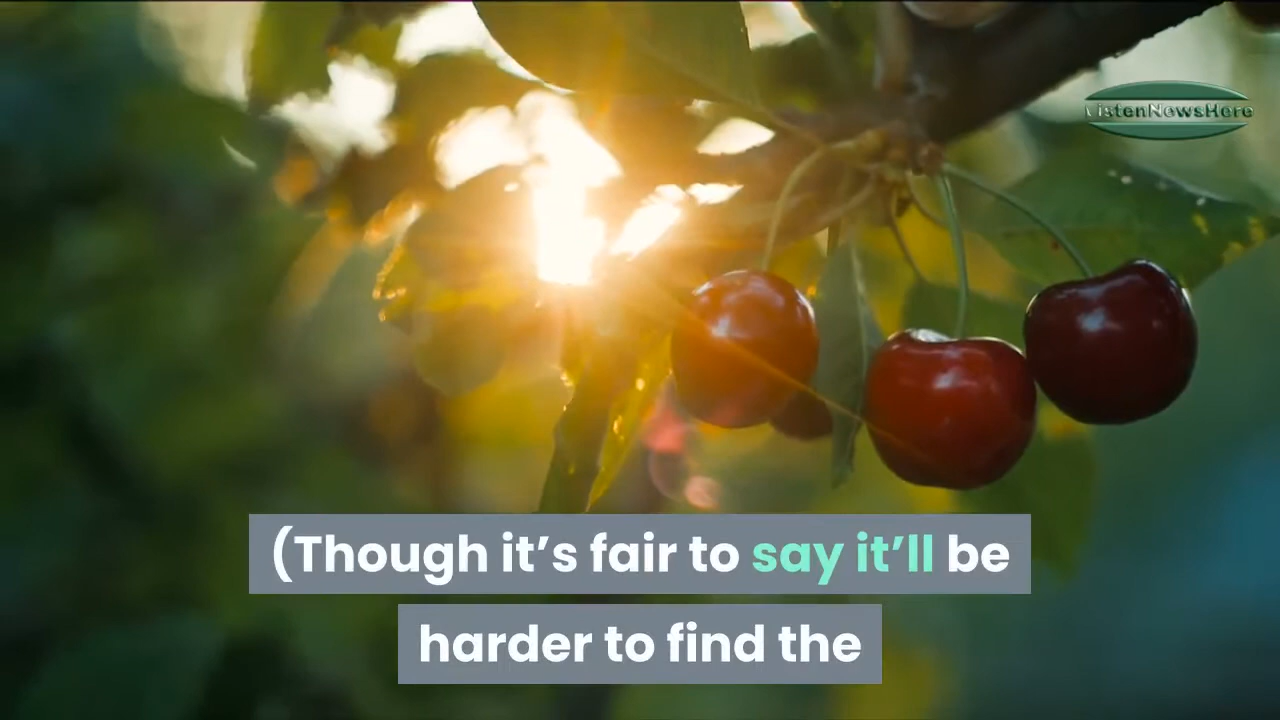 ListenNewsHere
(Though it’s fair to say it’ll be
harder to find the